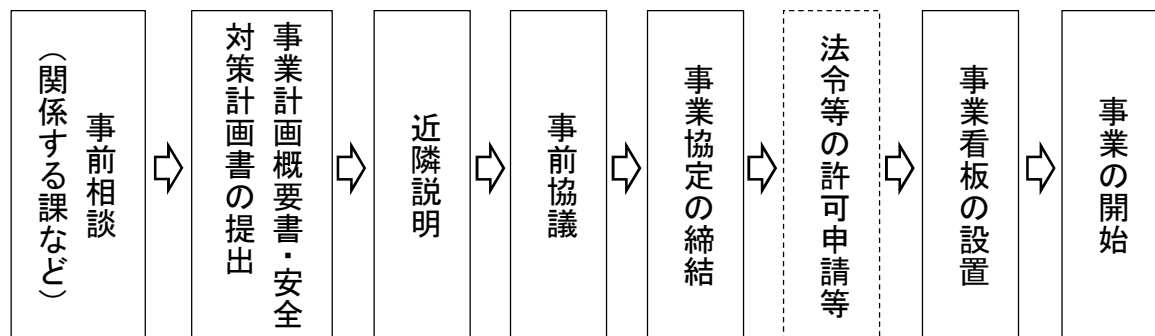 事前相談
（関係する課など）
事業計画概要書・安全
対策計画書の提出
近隣説明
事前協議
事業協定の締結
法令等の許可申請等
事業看板の設置
事業の開始